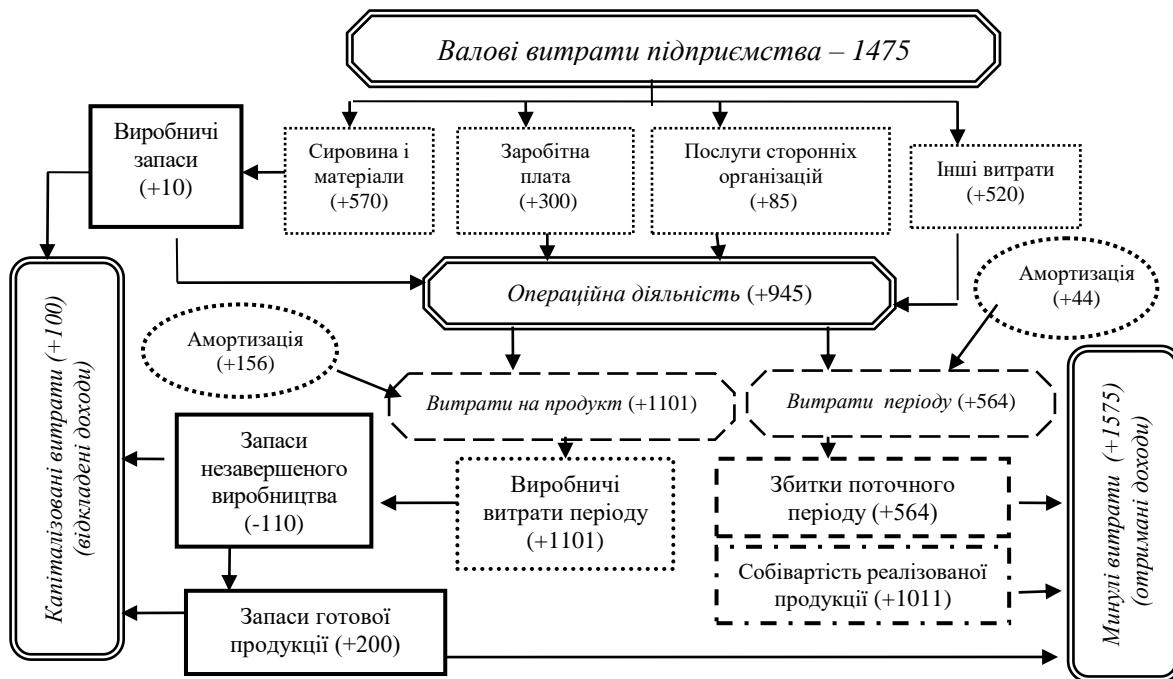 Валові витрати підприємства – 1475
Виробничі
запаси
(+10)
Сировина і
матеріали
(+570)
Заробітна
плата
(+300)
Послуги сторонніх
організацій
(+85)
Інші витрати
(+520)
Операційна діяльність (+945)
Амортизація
(+44)
Амортизація
(+156)
Капіталізовані витрати (+100)
(відкладені доходи)
Витрати на продукт (+1101)
Витрати періоду (+564)
Минулі витрати (+1575)
(отримані доходи)
Запаси
незавершеного
виробництва
(-110)
Виробничі
витрати періоду
(+1101)
Збитки поточного
періоду (+564)
Собівартість реалізованої
продукції (+1011)
Запаси готової
продукції (+200)